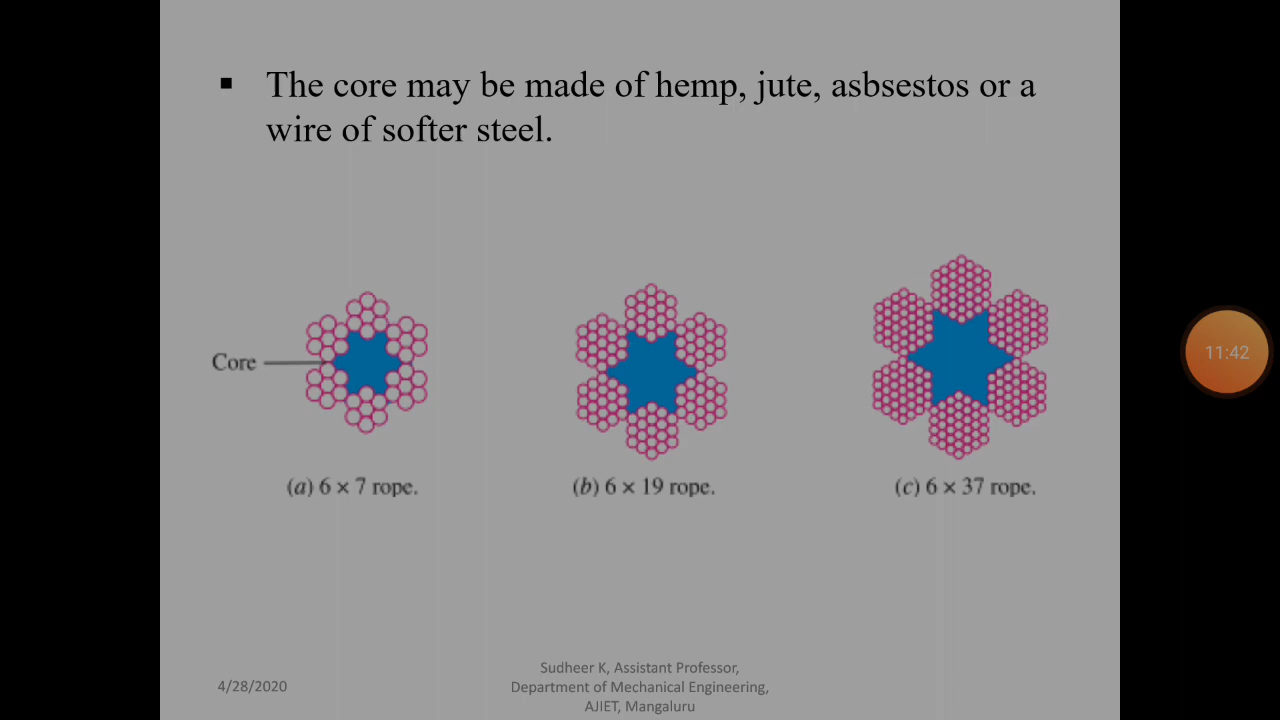 ▪ The core may be made of hemp, jute, asbsestos or a
wire of softer steel.
Core
(a) 6 × 7 rope.
(b) 6 × 19 rope.
(c) 6 × 37 rope.
11:42
4/28/2020
Sudheer K, Assistant Professor,
Department of Mechanical Engineering,
AJIET, Mangaluru